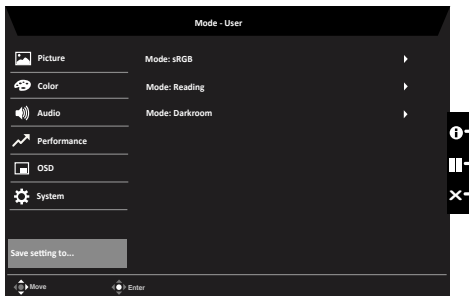 Mode - User
Picture
Color
Audio
Performance
OSD
System
Save setting to...
Mode: sRGB
Mode: Reading
Mode: Darkroom
Move
Enter